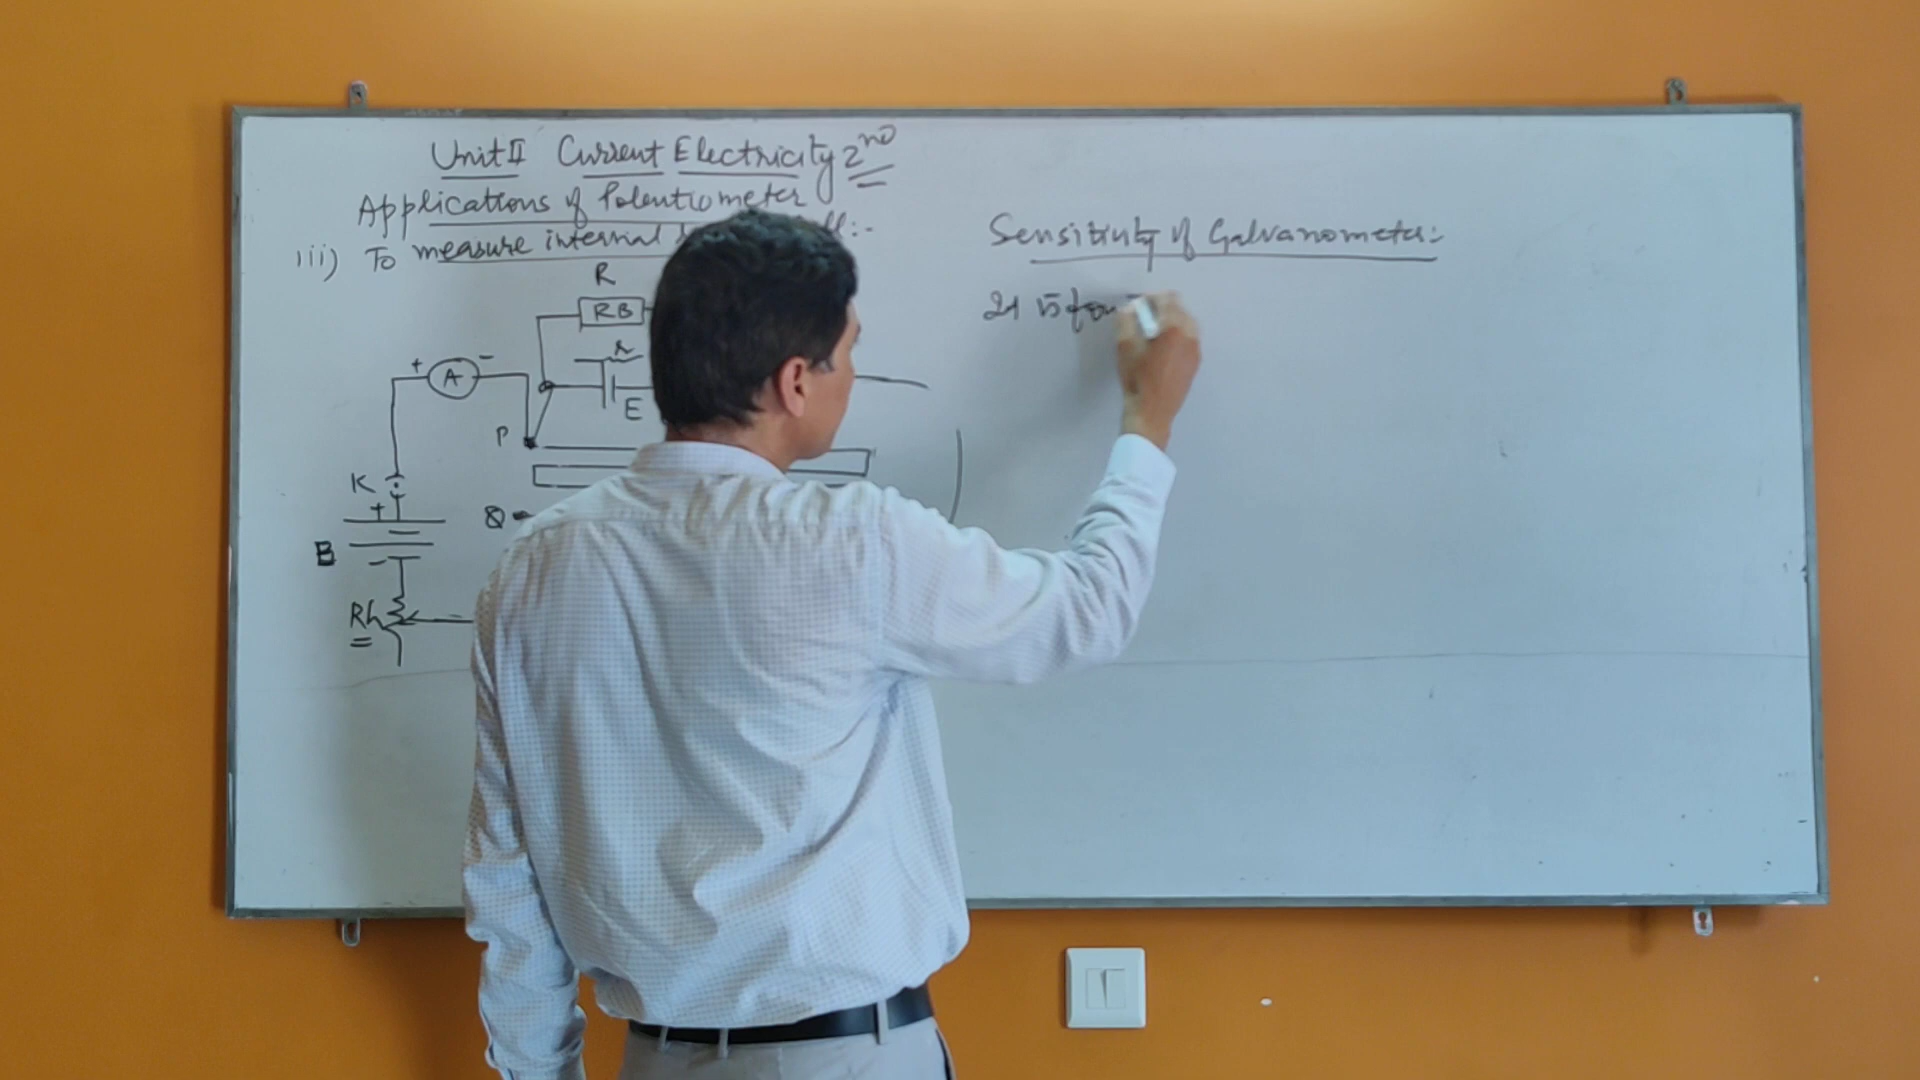 Unit II Current Electricity 2nd
Applications of Potentiometer
iii) To measure internal
R
RB
r
+ A -
E
P
K
+
Q
B
-
Rh
Sensitivity of Galvanometer:-
It is